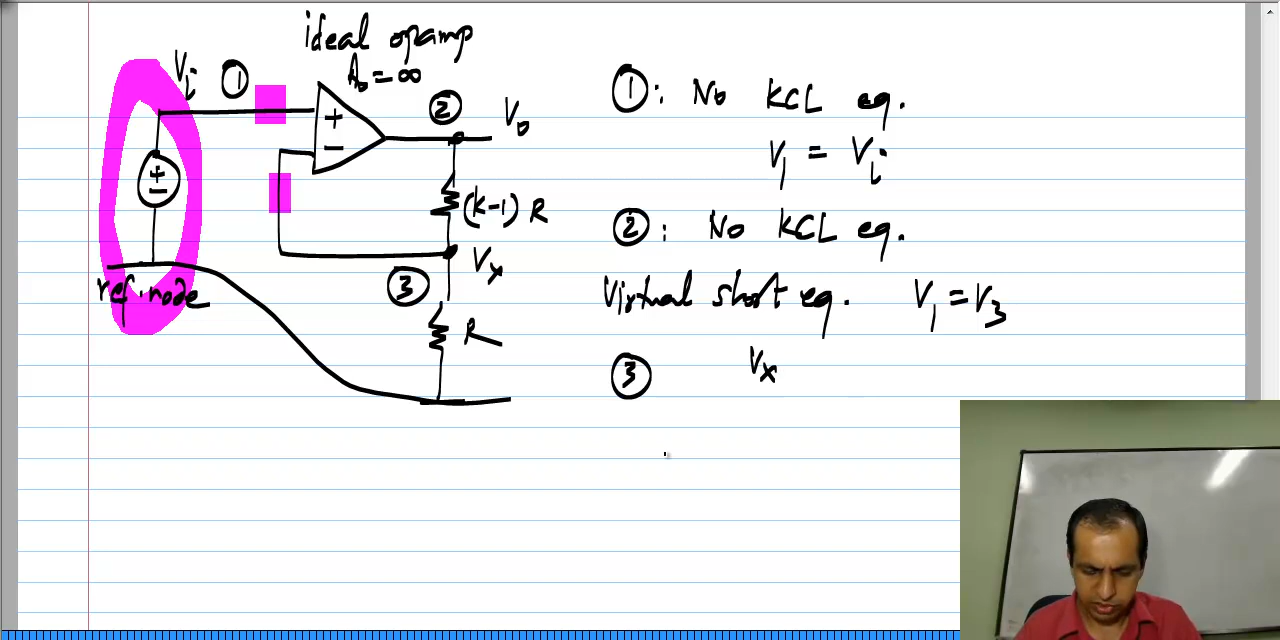 ideal opamp
A₀ = ∞
Vᵢ ①
+
−
② V₀
+
−
(k-1) R
Vₓ
③
ref. node
R
①: No KCL eq.
V₁ = Vᵢ
②: No KCL eq.
Virtual short eq. V₁ = V₃
③ Vₓ